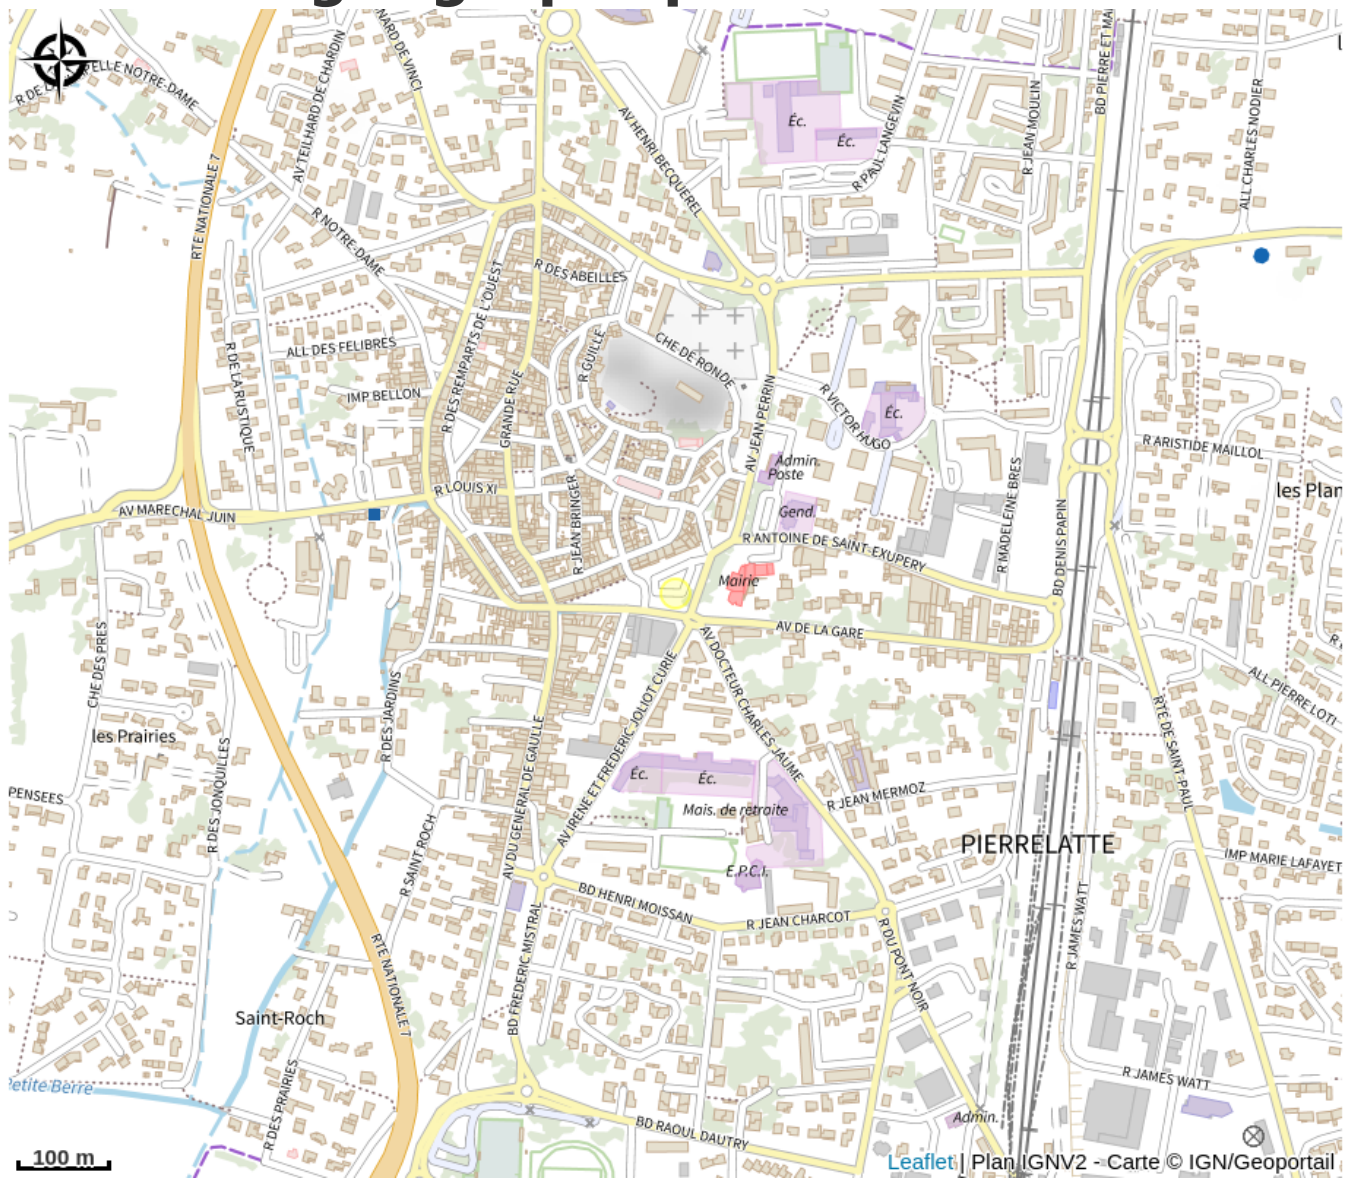 R DE LA CHAPELLE NOTRE-DAME
AV TEILHARD DE CHARDIN
NARD DE VINCI
AV HENRI BECQUEREL
Éc.
Éc.
R PAUL LANGEVIN
R JEAN MOULIN
BD PIERRE ET MA
ALL CHARLES NODIER
RTE NATIONALE 7
R NOTRE-DAME
R DES ABEILLES
R DES REMPARTS DE L'OUEST
R GUILLE
CHE DE RONDE
ALL DES FELIBRES
R DE LA RUSTIQUE
IMP BELLON
GRANDE RUE
AV JEAN PERRIN
R VICTOR HUGO
Éc.
R ARISTIDE MAILLOL
Admin.
Poste
les Plan
R LOUIS XI
AV MARECHAL JUIN
R JEAN BRINGER
Gend.
R ANTOINE DE SAINT-EXUPERY
R MADELEINE BRES
BD DENIS PAPIN
Mairie
AV DE LA GARE
CHE DES PRES
R DES JARDINS
AV DOCTEUR CHARLES JAUME
ALL PIERRE LOTI
les Prairies
R DES JONQUILLES
AV DU GENERAL DE GAULLE
AV IRENE ET FREDERIC JOLIOT CURIE
RTE DE SAINT-PAUL
Éc.
Éc.
PENSEES
Mais. de retraite
R JEAN MERMOZ
R SAINT ROCH
PIERRELATTE
IMP MARIE LAFAYET
E.P.C.I.
BD HENRI MOISSAN
R JEAN CHARCOT
R DU PONT NOIR
R JAMES WATT
RTE NATIONALE 7
BD FREDERIC MISTRAL
Saint-Roch
R DES PRAIRIES
etite Berre
R JAMES WATT
BD RAOUL DAUTRY
Admin.
100 m
Leaflet | Plan IGNV2 - Carte © IGN/Geoportail